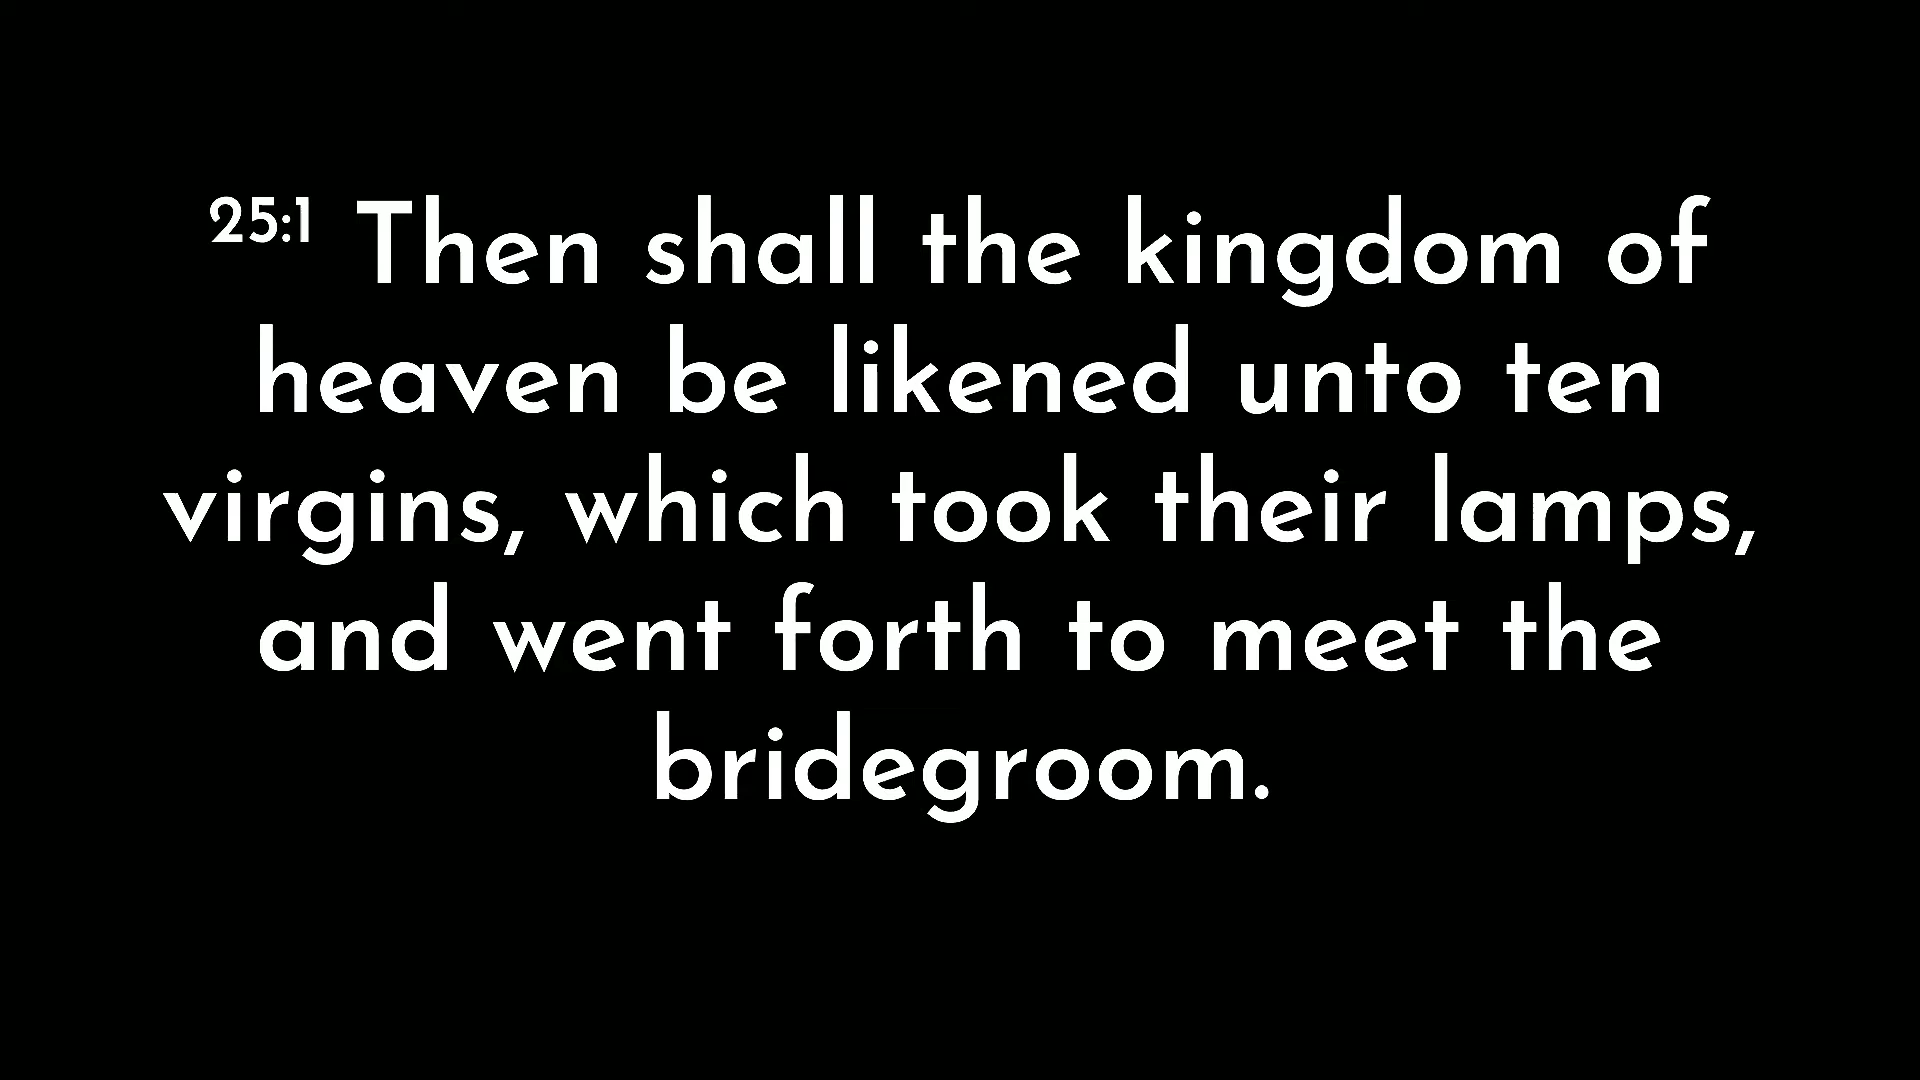 25:1 Then shall the kingdom of
heaven be likened unto ten
virgins, which took their lamps,
and went forth to meet the
bridegroom.